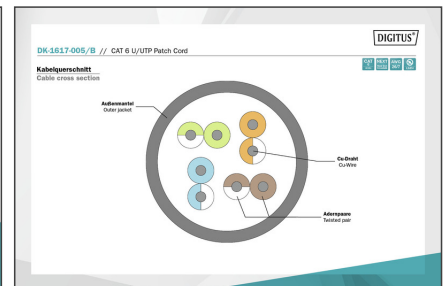 DIGITUS®
DK-1617-005/B // CAT 6 U/UTP Patch Cord
Kabelquerschnitt
Cable cross section
Außenmantel
Outer jacket
Cu-Draht
Cu-Wire
Adernpaare
Twisted pair